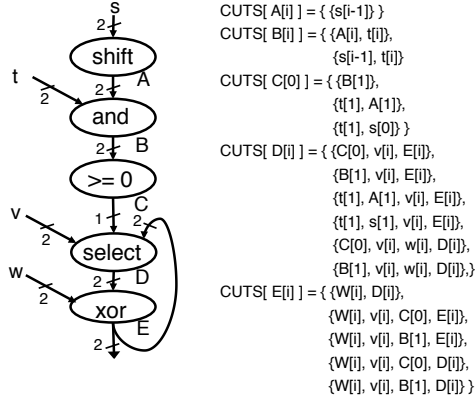 s
2
shift
A
t
2
2
and
B
2
>= 0
C
v
1
2
2
select
D
w
2
2
xor
E
2
CUTS[ A[i] ] = { {s[i-1]} }
CUTS[ B[i] ] = { {A[i], t[i]},
{s[i-1], t[i]}
CUTS[ C[0] ] = { {B[1]},
{t[1], A[1]},
{t[1], s[0]} }
CUTS[ D[i] ] = { {C[0], v[i], E[i]},
{B[1], v[i], E[i]},
{t[1], A[1], v[i], E[i]},
{t[1], s[1], v[i], E[i]},
{C[0], v[i], w[i], D[i]},
{B[1], v[i], w[i], D[i]},}
CUTS[ E[i] ] = { {W[i], D[i]},
{W[i], v[i], C[0], E[i]},
{W[i], v[i], B[1], E[i]},
{W[i], v[i], C[0], D[i]},
{W[i], v[i], B[1], D[i]} }